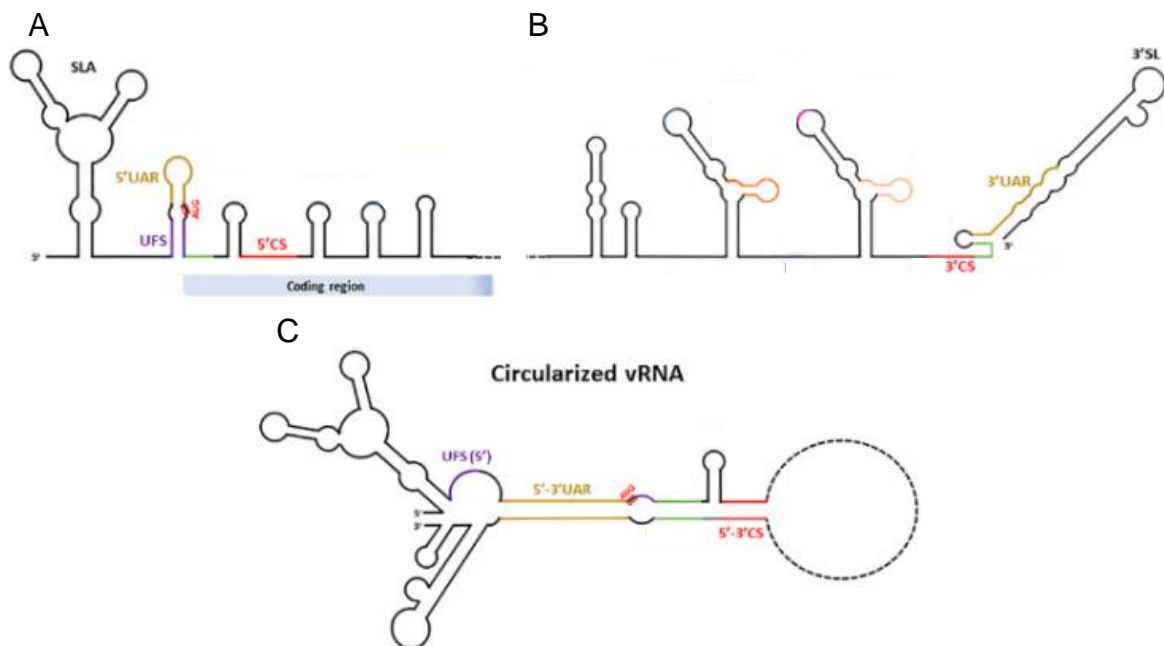 A
SLA
5'UAR
AUG
UFS
5'CS
5'
Coding region
B
3'SL
3'UAR
3'
3'CS
C
Circularized vRNA
UFS (5')
5'-3'UAR
AUG
5'
3'
5'-3'CS